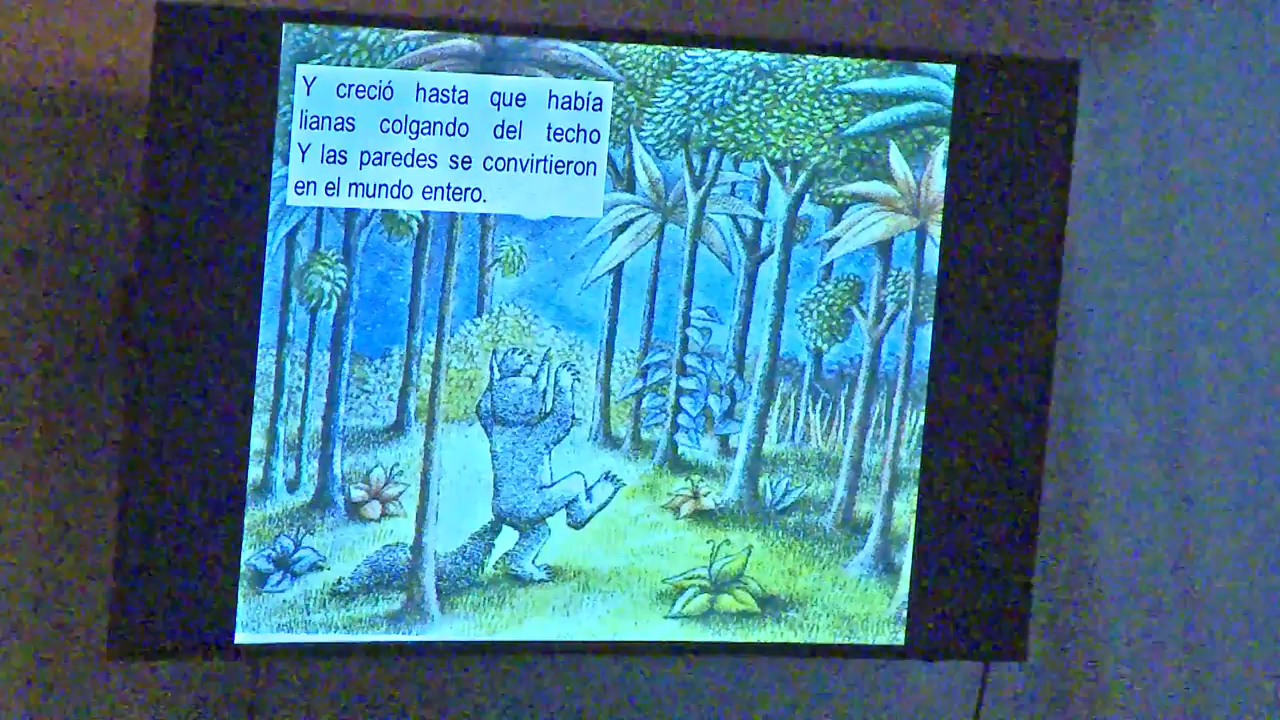 Y creció hasta que había
lianas colgando del techo
Y las paredes se convirtieron
en el mundo entero.